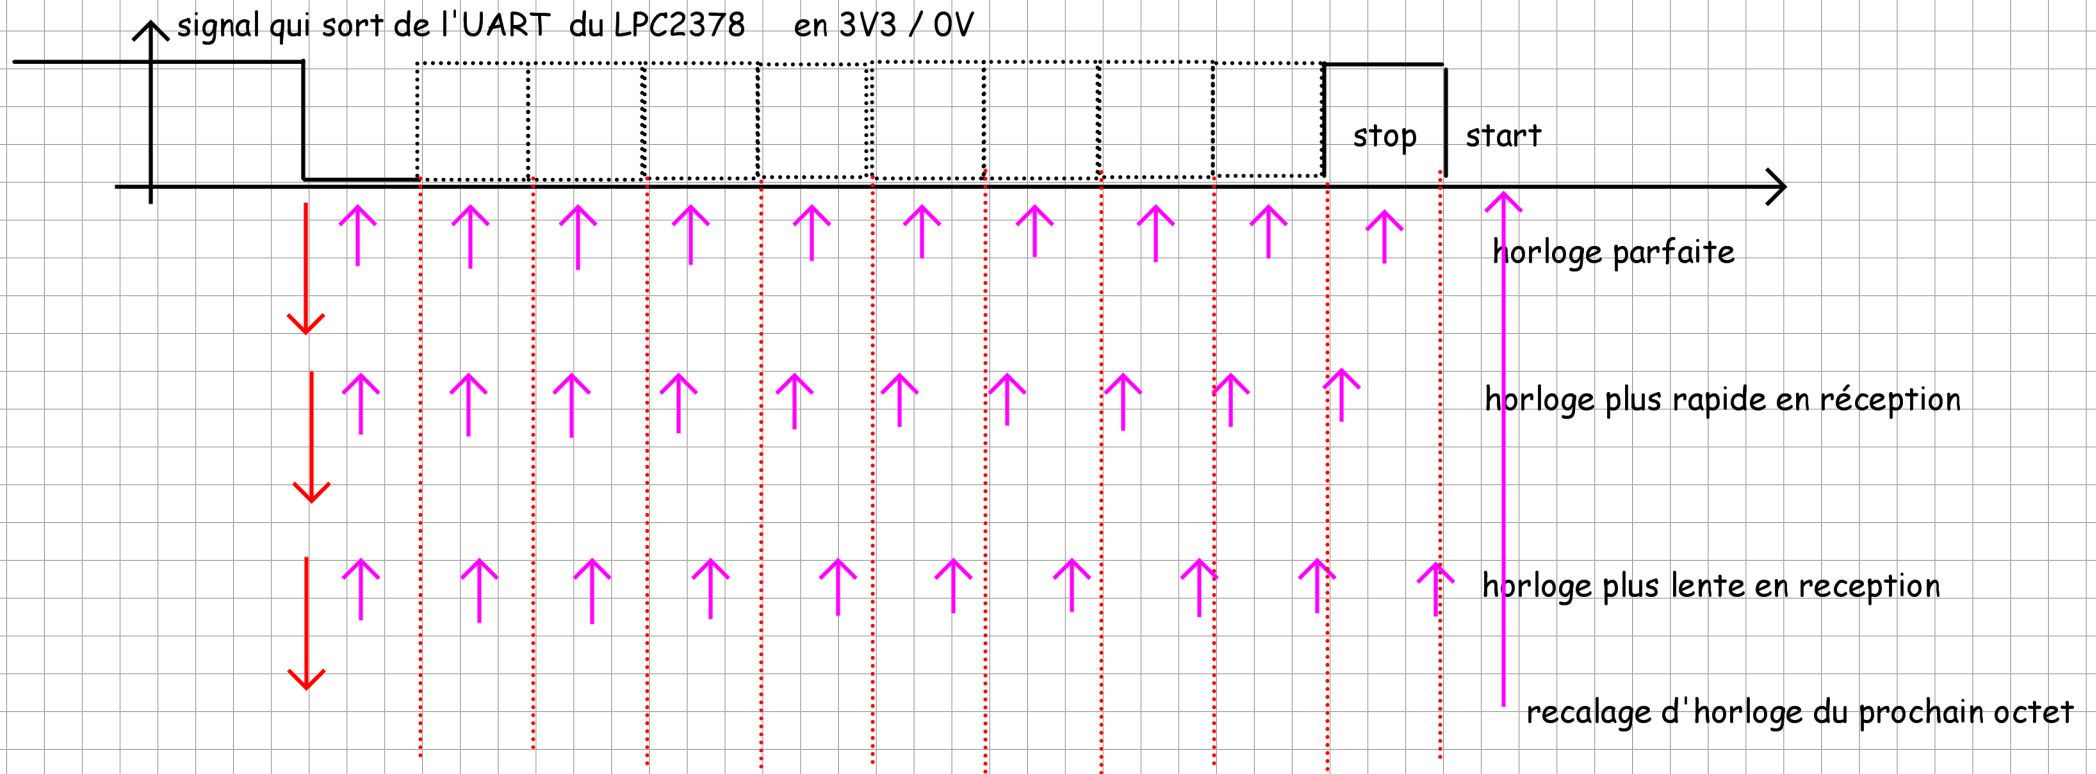 signal qui sort de l'UART du LPC2378 en 3V3 / 0V
stop start
horloge parfaite
horloge plus rapide en réception
horloge plus lente en reception
recalage d'horloge du prochain octet